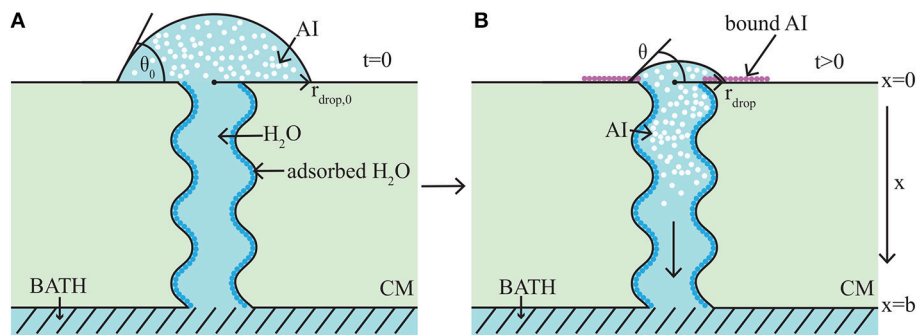 A
AI
t=0
θ0
rdrop,0
H2O
adsorbed H2O
BATH
CM
B
bound AI
θ
t>0
x=0
rdrop
AI
x
BATH
CM
x=b